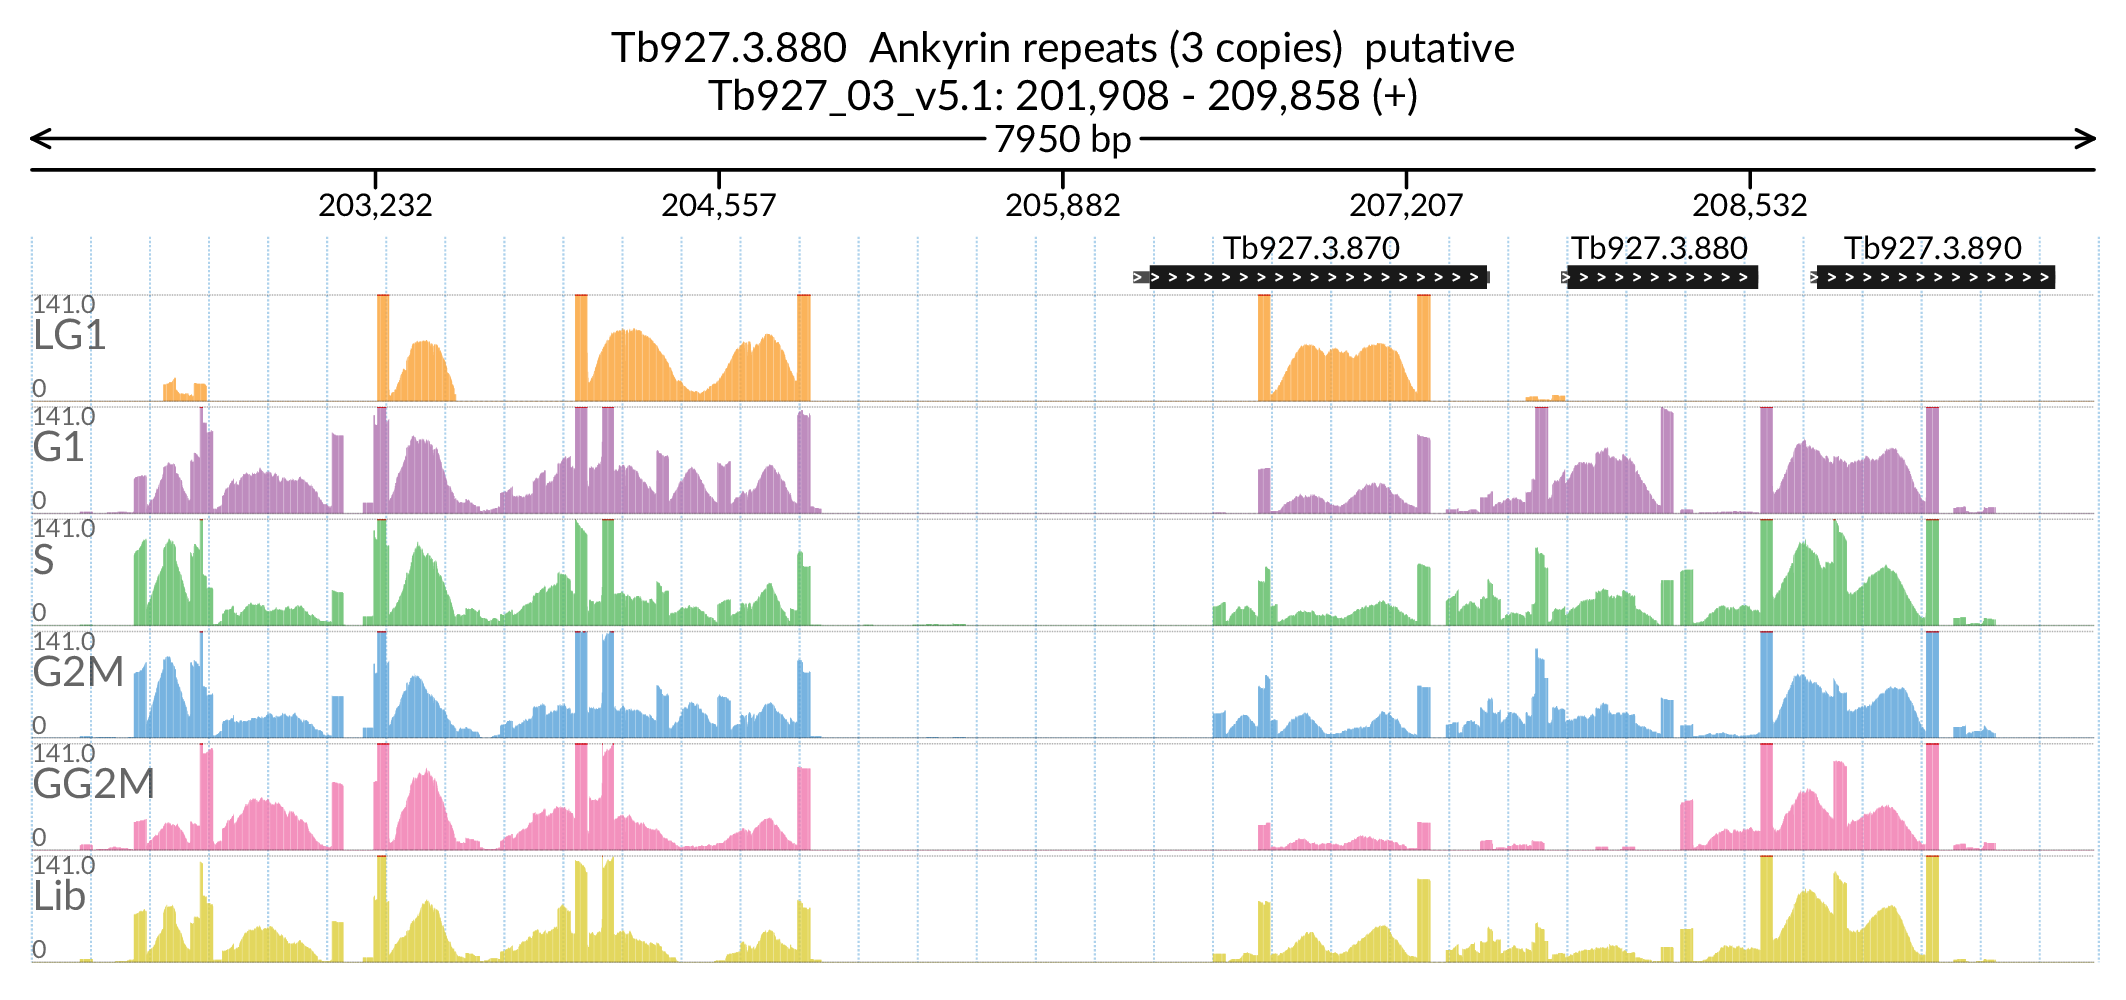 Tb927.3.880  Ankyrin repeats (3 copies)  putative
Tb927_03_v5.1: 201,908 - 209,858 (+)
7950 bp
203,232 204,557 205,882 207,207 208,532
Tb927.3.870 Tb927.3.880 Tb927.3.890
141.0
LG1
0
141.0
G1
0
141.0
S
0
141.0
G2M
0
141.0
GG2M
0
141.0
Lib
0